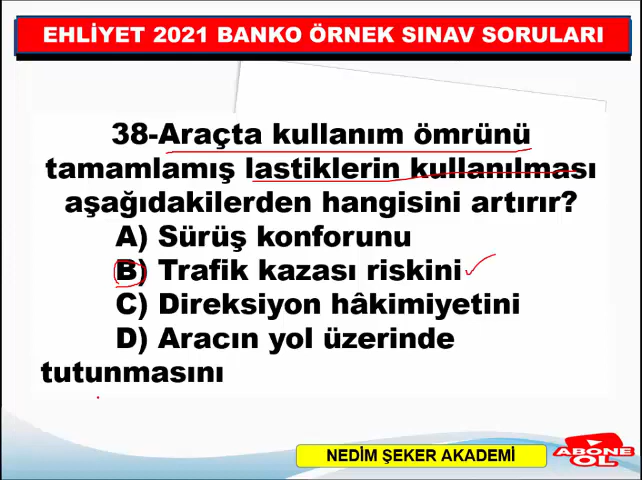 EHLİYET 2021 BANKO ÖRNEK SINAV SORULARI
38-Araçta kullanım ömrünü
tamamlamış lastiklerin kullanılması
aşağıdakilerden hangisini artırır?
A) Sürüş konforunu
B) Trafik kazası riskini
C) Direksiyon hâkimiyetini
D) Aracın yol üzerinde
tutunmasını
NEDİM ŞEKER AKADEMİ
ABONE
OL